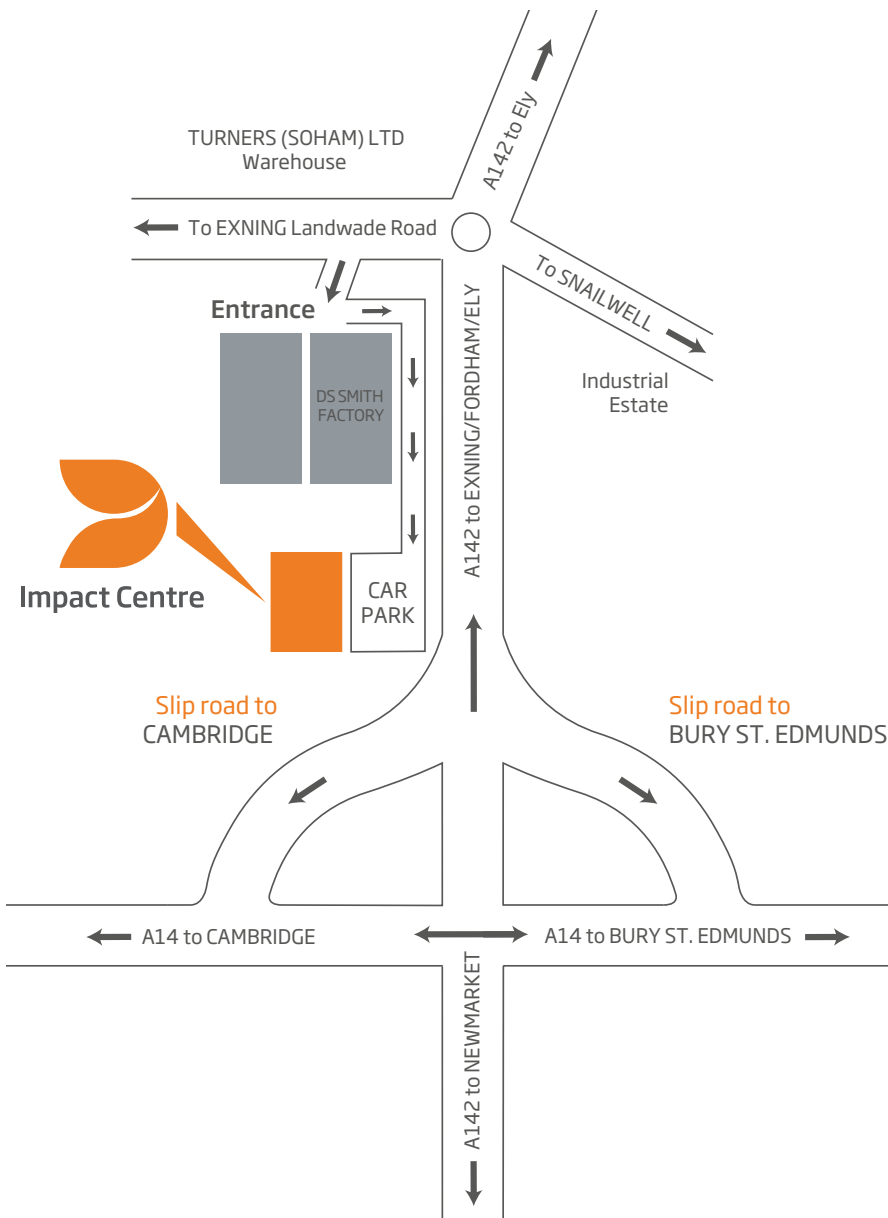 A142 to Ely
TURNERS (SOHAM) LTD
Warehouse
To EXNING Landwade Road
To SNAILWELL
Entrance
A142 to EXNING/FORDHAM/ELY
Industrial
Estate
DS SMITH
FACTORY
Impact Centre
CAR
PARK
Slip road to
CAMBRIDGE
Slip road to
BURY ST. EDMUNDS
A14 to CAMBRIDGE
A14 to BURY ST. EDMUNDS
A142 to NEWMARKET